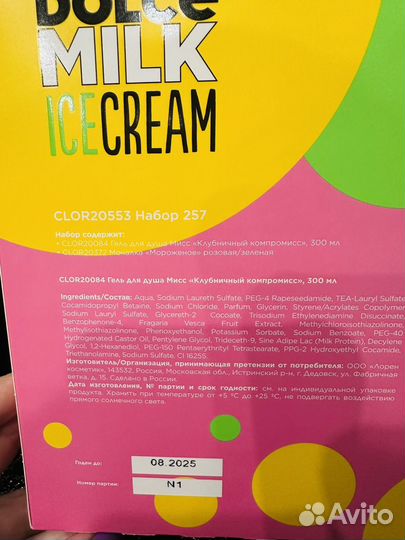 DOLCE
MILK
ICECREAM
CLOR20553 Набор 257
Набор содержит:
• CLOR20084 Гель для душа Мисс «Клубничный компромисс», 300 мл
• CLOR20372 Мочалка «Мороженое» розовая/зеленая
CLOR20084 Гель для душа Мисс «Клубничный компромисс», 300 мл
Ingredients/Состав: Aqua, Sodium Laureth Sulfate, PEG-4 Rapeseedamide, TEA-Lauryl Sulfate,
Cocamidopropyl Betaine, Sodium Chloride, Parfum, Glycerin, Styrene/Acrylates Copolymer,
Sodium Lauryl Sulfate, Glycereth-2 Cocoate, Trisodium Ethylenediamine Disuccinate,
Benzophenone-4, Fragaria Vesca Fruit Extract, Methylchloroisothiazolinone,
Methylisothiazolinone, Phenoxyethanol, Potassium Sorbate, Sodium Benzoate, PEG-40
Hydrogenated Castor Oil, Pentylene Glycol, Trideceth-9, Sine Adipe Lac (Milk Protein), Decylene
Glycol, 1,2-Hexanediol, PEG-150 Pentaerythrityl Tetrastearate, PPG-2 Hydroxyethyl Cocamide,
Triethanolamine, Sodium Sulfate, CI 16255.
Изготовитель/Организация, принимающая претензии от потребителя: ООО «Лорен
косметик», 143532, Россия, Московская обл., Истринский р-н, г. Дедовск, ул. Фабричная
ветка, д. 15. Сделано в России.
Дата изготовления, № партии и срок годности: см. на индивидуальной упаковке
продукта. Хранить при температуре от +5 °C до +25 °C, не подвергать воздействию
прямого солнечного света.
Годен до:
08.2025
Номер партии:
N1
Avito